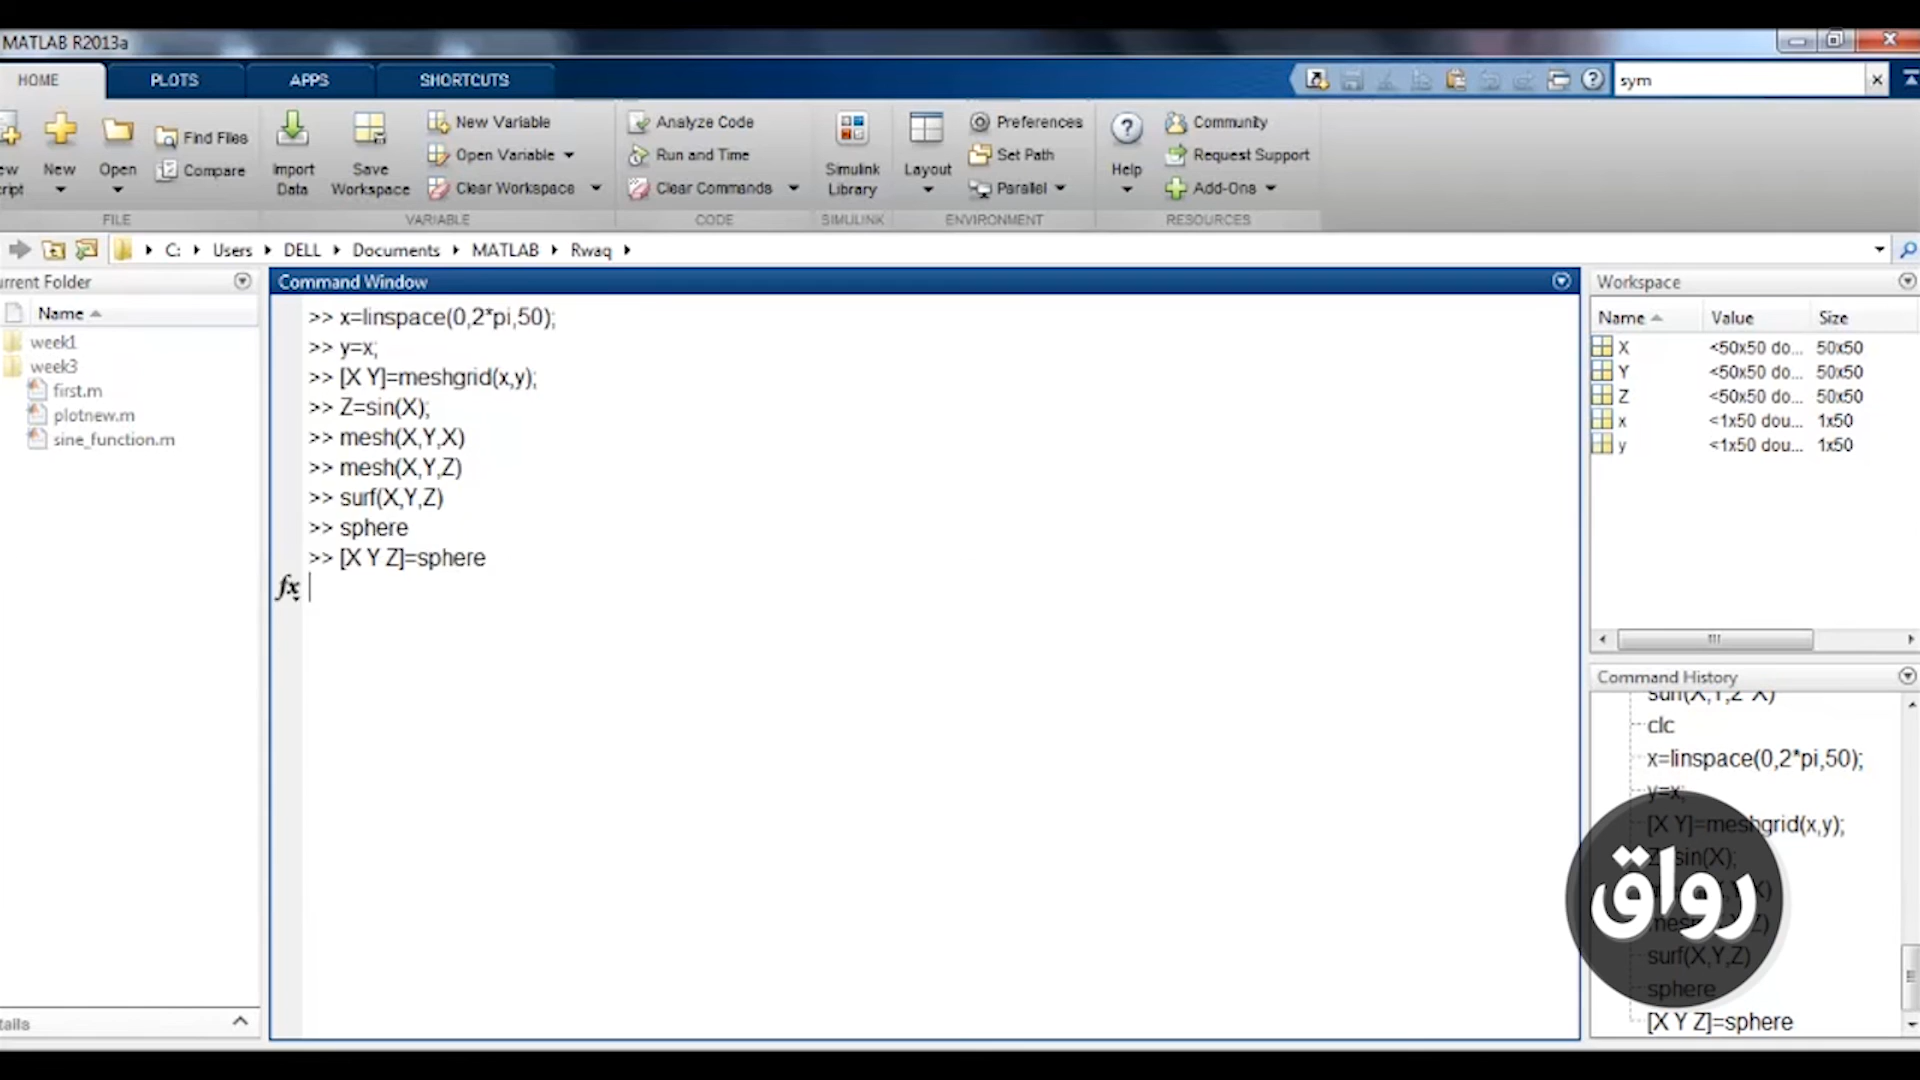 MATLAB R2013a
HOME
PLOTS
APPS
SHORTCUTS
sym
New
Open
Find Files
Compare
Import Data
Save Workspace
New Variable
Open Variable
Clear Workspace
Analyze Code
Run and Time
Clear Commands
Simulink Library
Layout
Preferences
Set Path
Parallel
Help
Community
Request Support
Add-Ons
FILE
VARIABLE
CODE
SIMULINK
ENVIRONMENT
RESOURCES
C: Users DELL Documents MATLAB Rwaq
urrent Folder
Name
week1
week3
first.m
plotnew.m
sine_function.m
tails
Command Window
>> x=linspace(0,2*pi,50);
>> y=x;
>> [X Y]=meshgrid(x,y);
>> Z=sin(X);
>> mesh(X,Y,X)
>> mesh(X,Y,Z)
>> surf(X,Y,Z)
>> sphere
>> [X Y Z]=sphere
fx
Workspace
Name Value Size
X <50x50 do... 50x50
Y <50x50 do... 50x50
Z <50x50 do... 50x50
x <1x50 dou... 1x50
y <1x50 dou... 1x50
Command History
clc
x=linspace(0,2*pi,50);
y=x;
[X Y]=meshgrid(x,y);
surf(X,Y,Z)
sphere
[X Y Z]=sphere
رواق